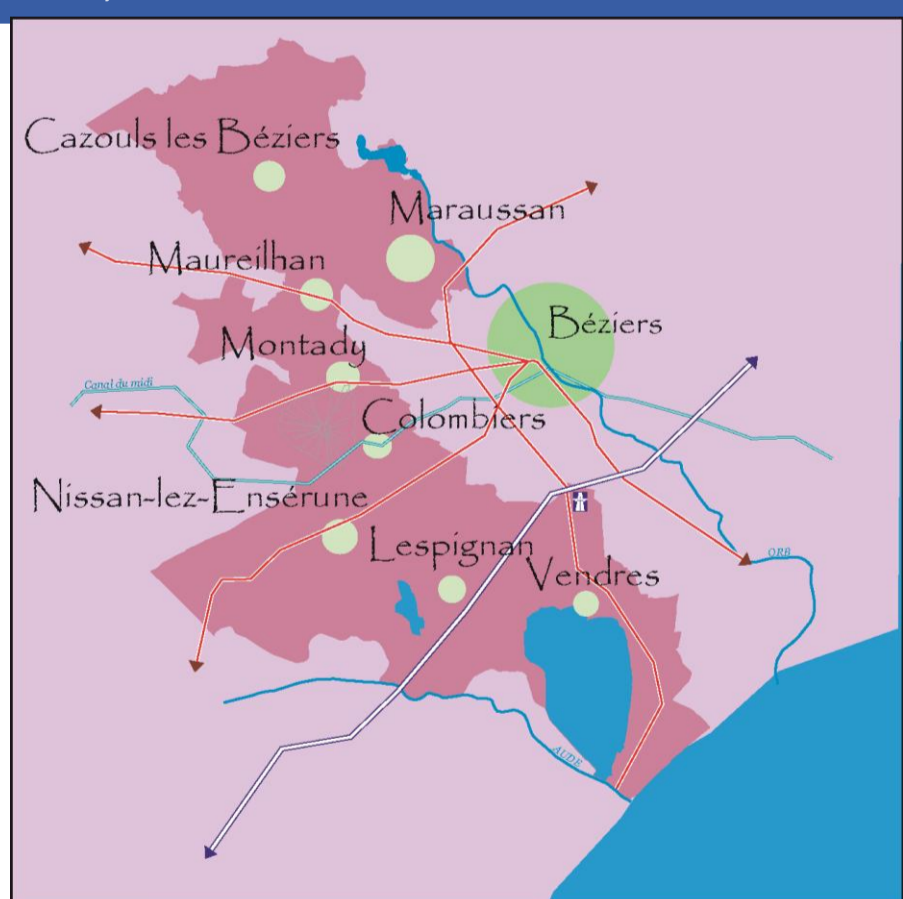 Cazouls les Béziers
Maraussan
Maureilhan
Béziers
Montady
Canal du midi
Colombiers
Nissan-lez-Ensérune
Lespignan
Vendres
ORB
AUDE